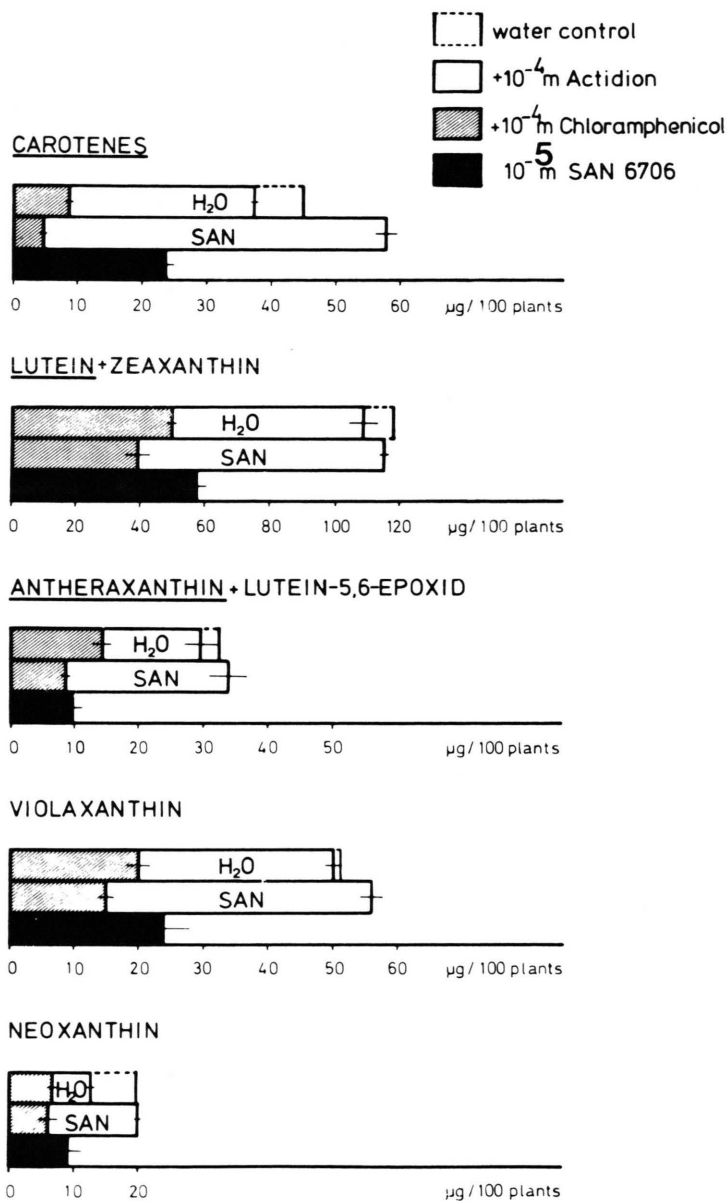 water control
+10⁻⁴m Actidion
+10⁻⁴m Chloramphenicol
10⁻⁵m SAN 6706
CAROTENES
H₂O
SAN
0 10 20 30 40 50 60 µg/100 plants
LUTEIN+ZEAXANTHIN
H₂O
SAN
0 20 40 60 80 100 120 µg/100 plants
ANTHERAXANTHIN+LUTEIN-5,6-EPOXID
H₂O
SAN
0 10 20 30 40 50 µg/100 plants
VIOLAXANTHIN
H₂O
SAN
0 10 20 30 40 50 60 µg/100 plants
NEOXANTHIN
H₂O
SAN
0 10 20 µg/100 plants